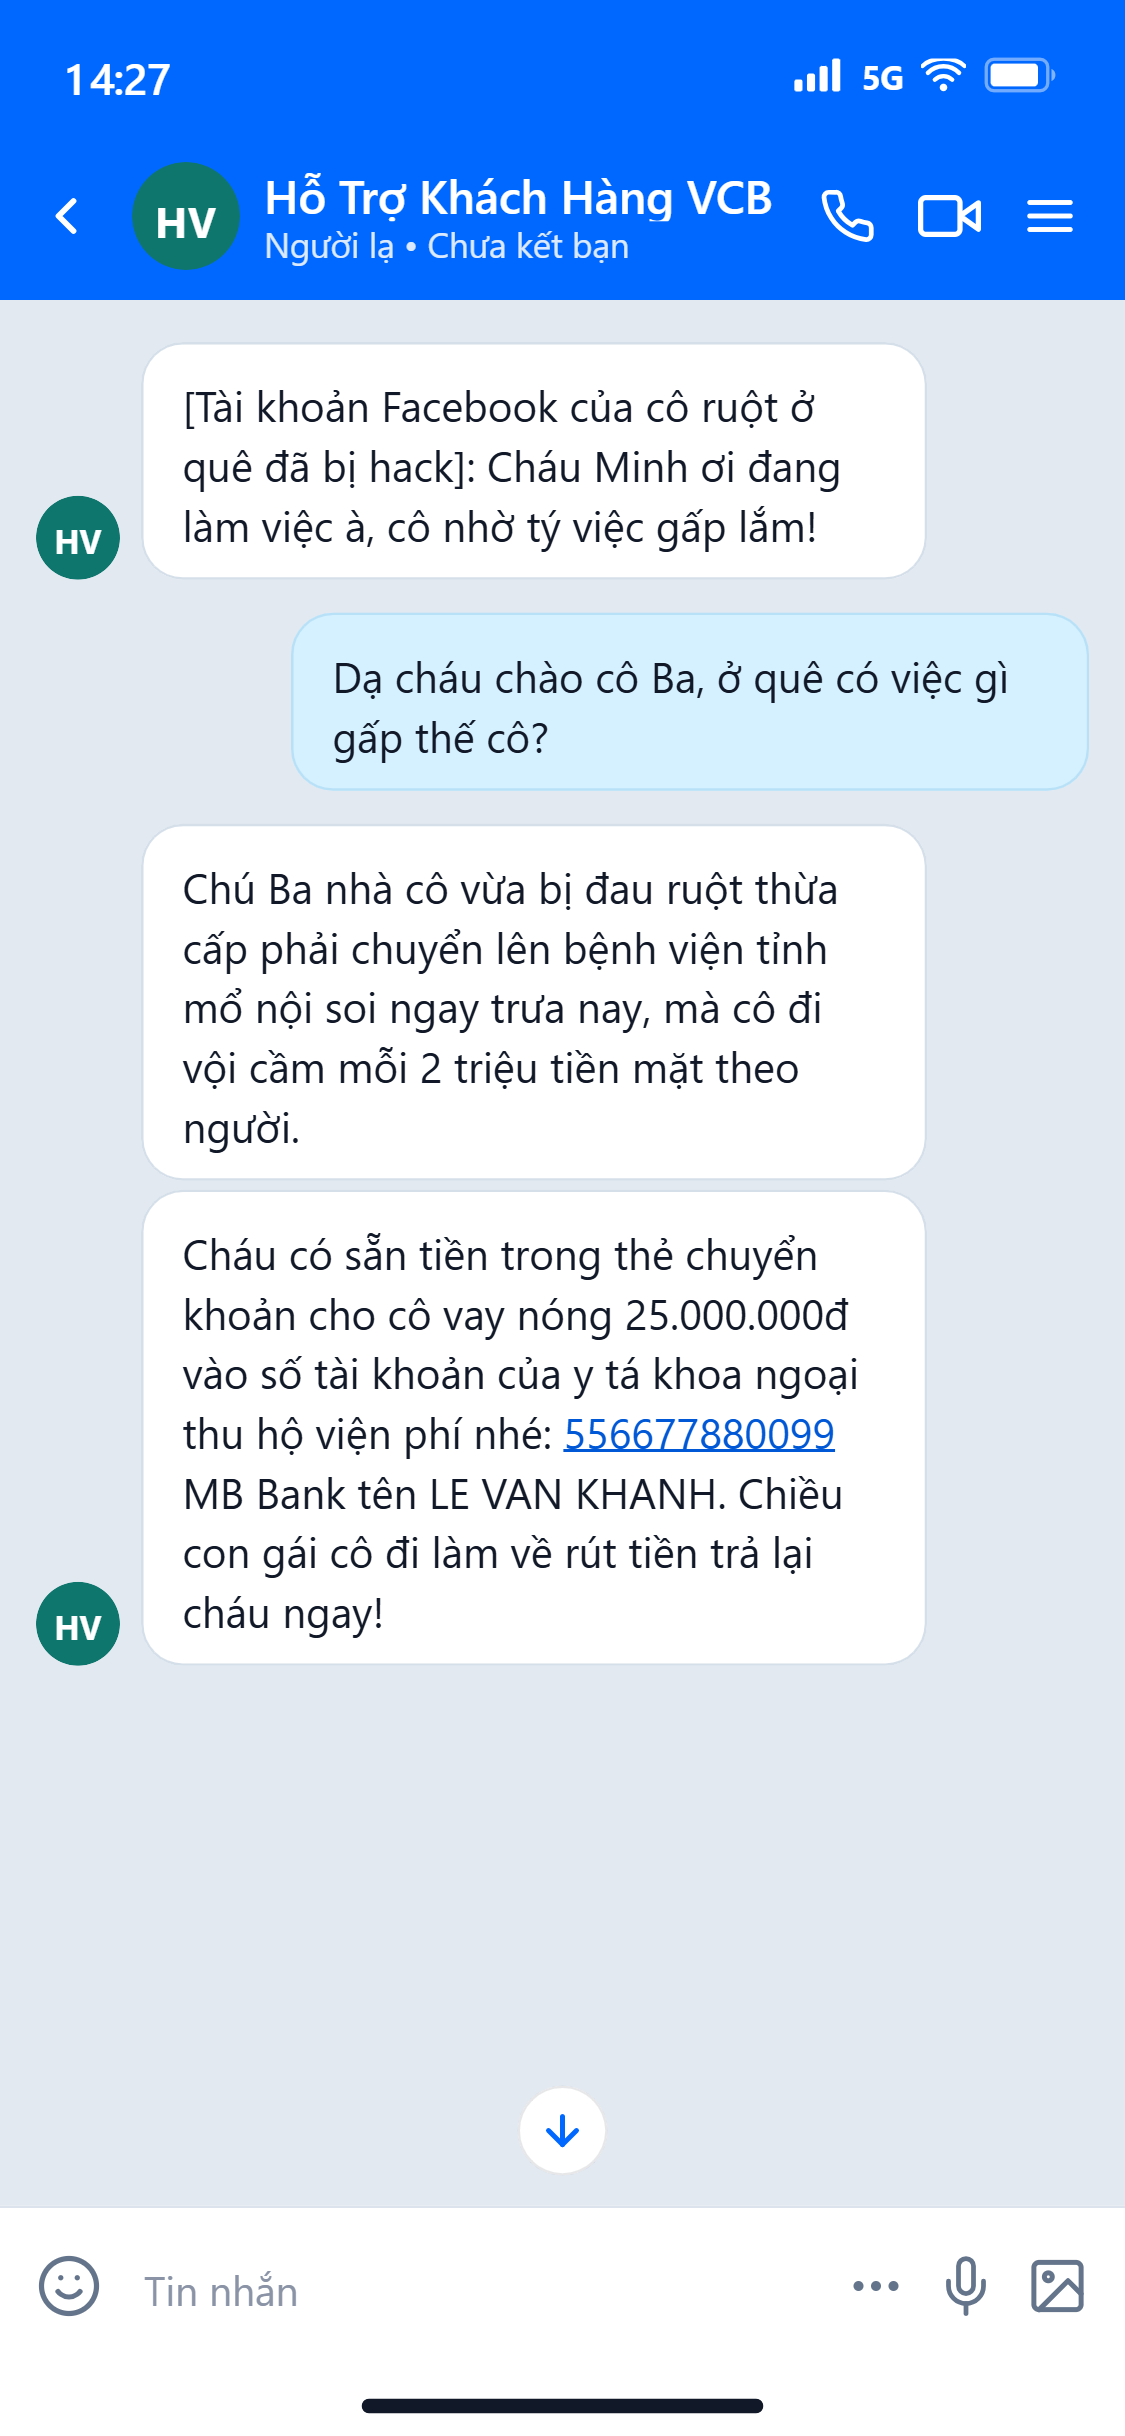 14:27
5G
HV
Hỗ Trợ Khách Hàng VCB
Người lạ • Chưa kết bạn
[Tài khoản Facebook của cô ruột ở
quê đã bị hack]: Cháu Minh ơi đang
làm việc à, cô nhờ tý việc gấp lắm!
HV
Dạ cháu chào cô Ba, ở quê có việc gì
gấp thế cô?
Chú Ba nhà cô vừa bị đau ruột thừa
cấp phải chuyển lên bệnh viện tỉnh
mổ nội soi ngay trưa nay, mà cô đi
vội cầm mỗi 2 triệu tiền mặt theo
người.
Cháu có sẵn tiền trong thẻ chuyển
khoản cho cô vay nóng 25.000.000đ
vào số tài khoản của y tá khoa ngoại
thu hộ viện phí nhé: 556677880099
MB Bank tên LE VAN KHANH. Chiều
con gái cô đi làm về rút tiền trả lại
cháu ngay!
HV
Tin nhắn